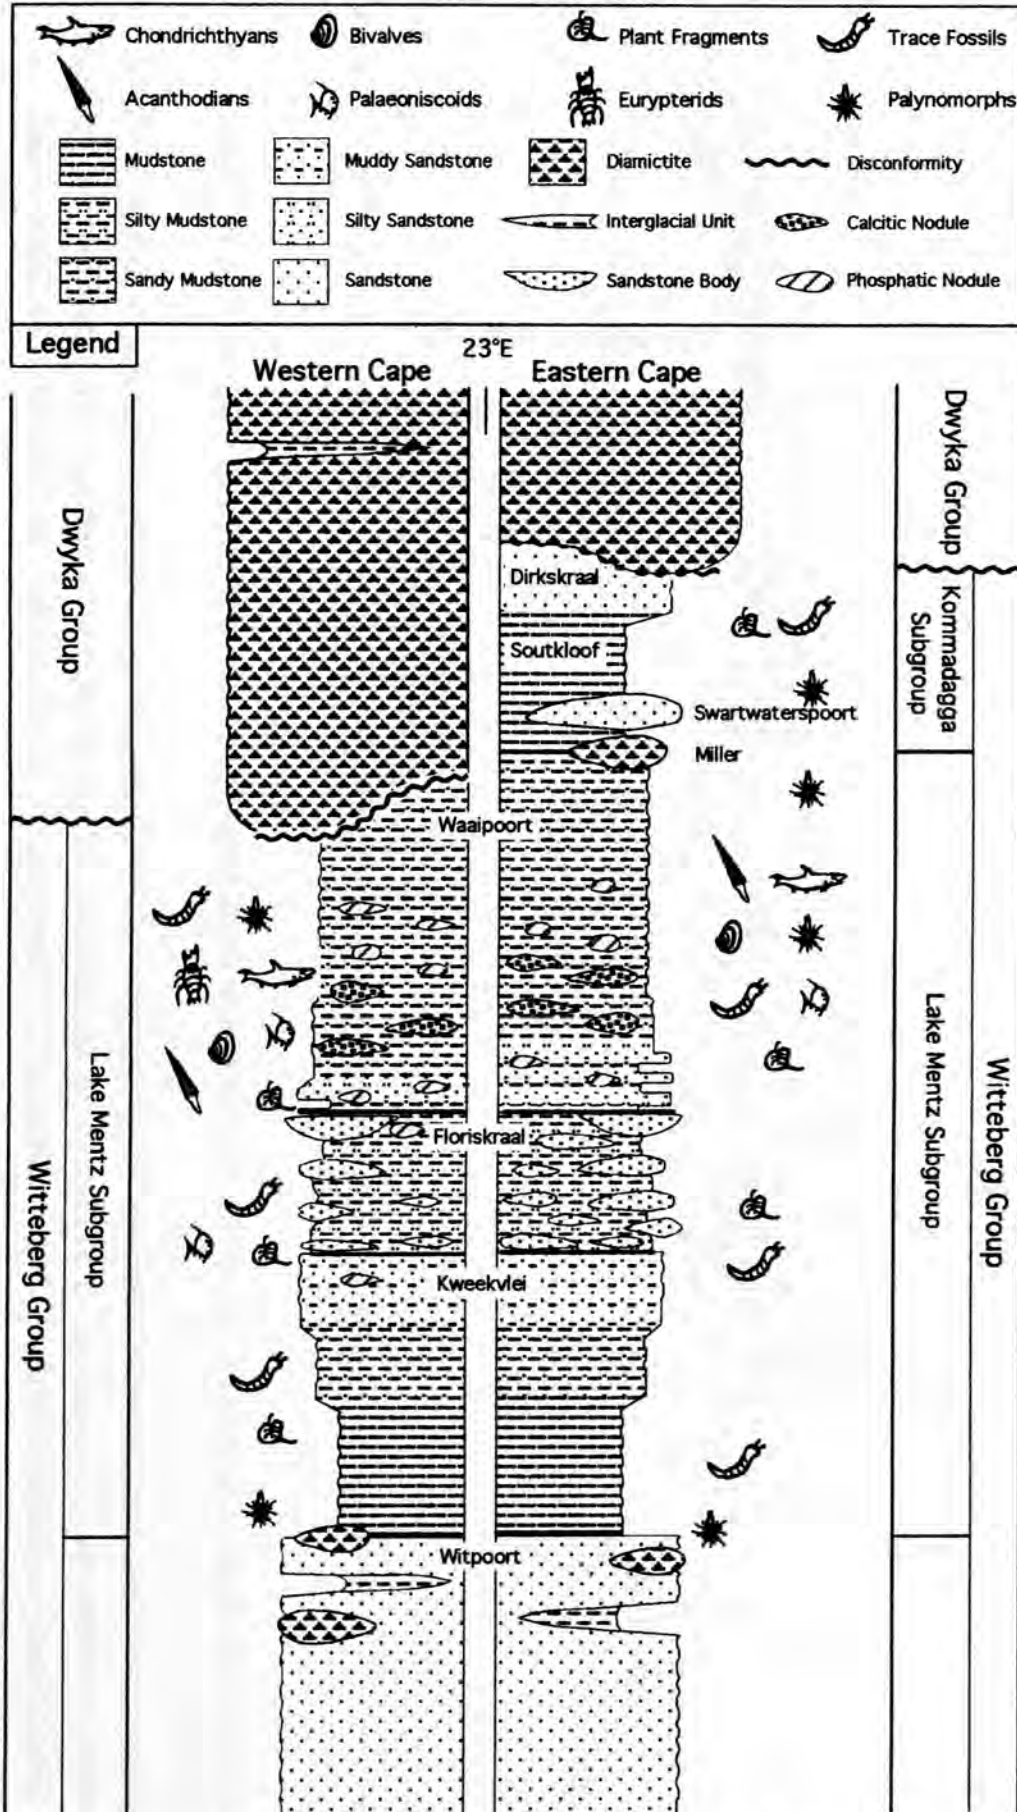 Chondrichthyans Bivalves Plant Fragments Trace Fossils
Acanthodians Palaeoniscoids Eurypterids Palynomorphs
Mudstone Muddy Sandstone Diamictite Disconformity
Silty Mudstone Silty Sandstone Interglacial Unit Calcitic Nodule
Sandy Mudstone Sandstone Sandstone Body Phosphatic Nodule
Legend
23°E
Western Cape Eastern Cape
Dwyka Group
Dwyka Group
Dirkskraal
Kommadagga
Subgroup
Soutkloof
Swartwaterspoort
Miller
Waaipoort
Lake Mentz Subgroup
Witteberg Group
Floriskraal
Lake Mentz Subgroup
Witteberg Group
Kweekvlei
Witpoort